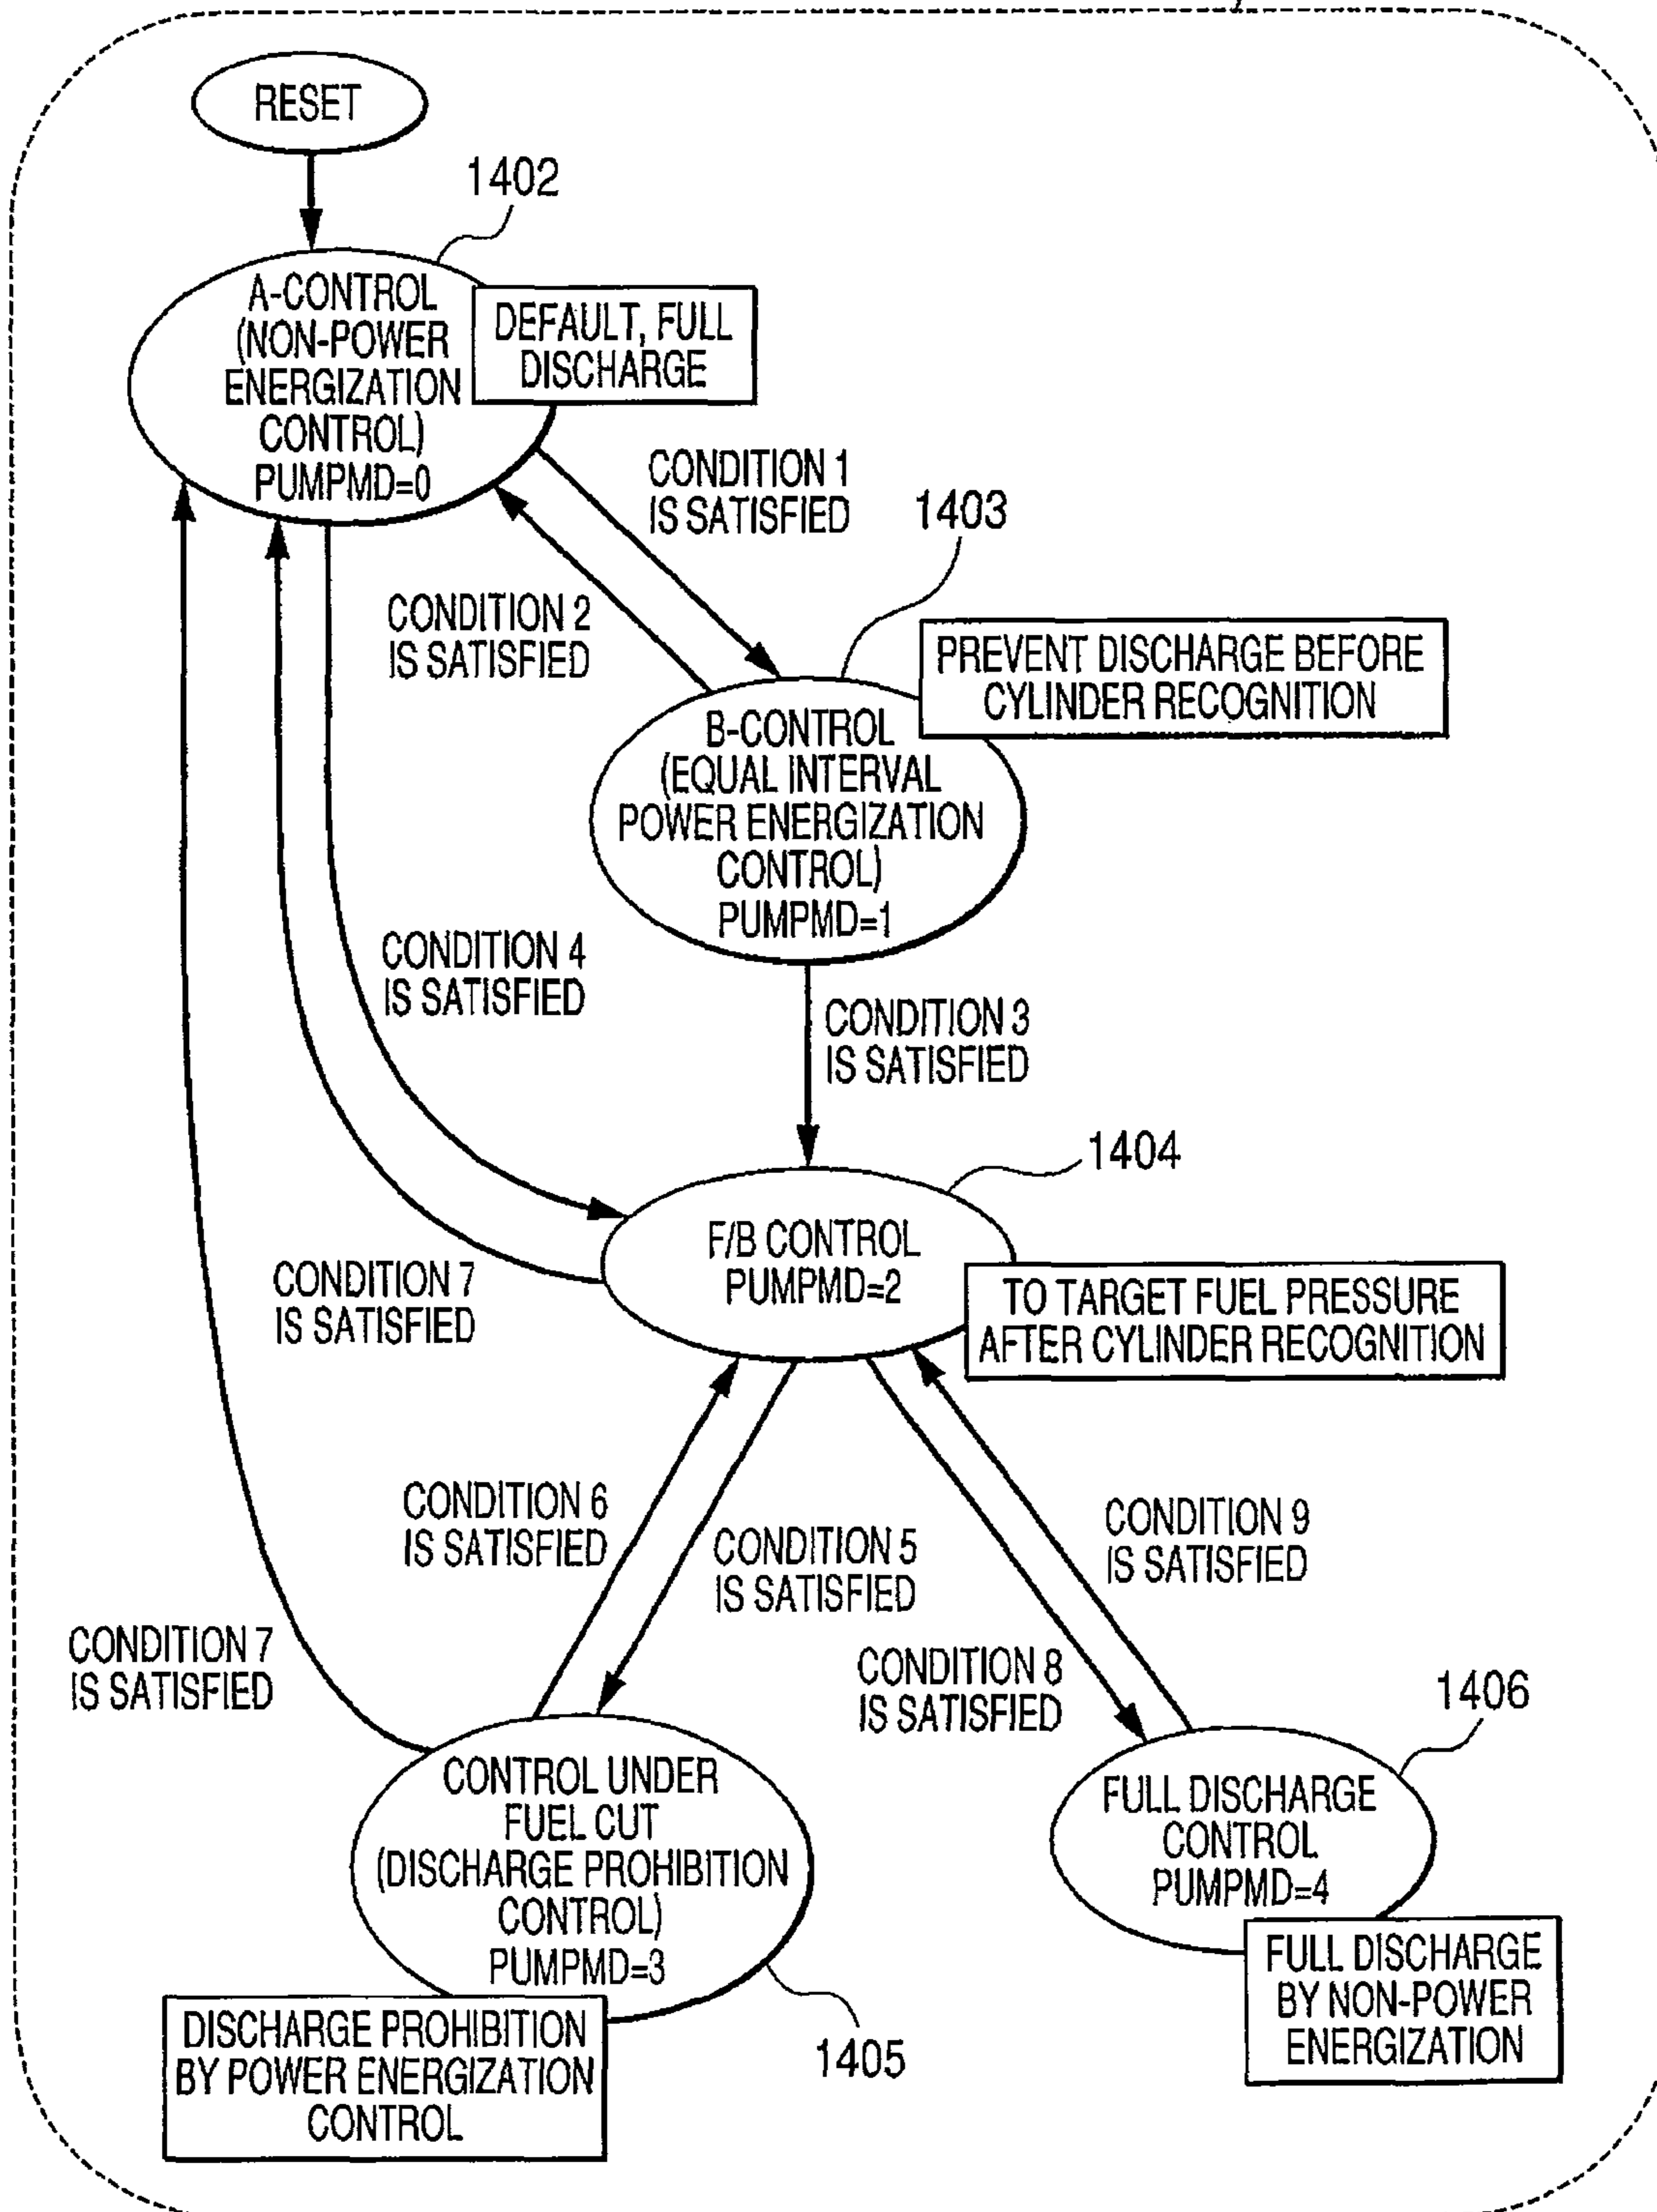 RESET
1402
A-CONTROL
(NON-POWER
ENERGIZATION
CONTROL)
PUMPMD=0
DEFAULT, FULL
DISCHARGE
CONDITION 1
IS SATISFIED
1403
CONDITION 2
IS SATISFIED
PREVENT DISCHARGE BEFORE
CYLINDER RECOGNITION
B-CONTROL
(EQUAL INTERVAL
POWER ENERGIZATION
CONTROL)
PUMPMD=1
CONDITION 4
IS SATISFIED
CONDITION 3
IS SATISFIED
1404
F/B CONTROL
PUMPMD=2
CONDITION 7
IS SATISFIED
TO TARGET FUEL PRESSURE
AFTER CYLINDER RECOGNITION
CONDITION 6
IS SATISFIED
CONDITION 5
IS SATISFIED
CONDITION 9
IS SATISFIED
CONDITION 7
IS SATISFIED
CONDITION 8
IS SATISFIED
1406
CONTROL UNDER
FUEL CUT
(DISCHARGE PROHIBITION
CONTROL)
PUMPMD=3
FULL DISCHARGE
CONTROL
PUMPMD=4
FULL DISCHARGE
BY NON-POWER
ENERGIZATION
DISCHARGE PROHIBITION
BY POWER ENERGIZATION
CONTROL
1405